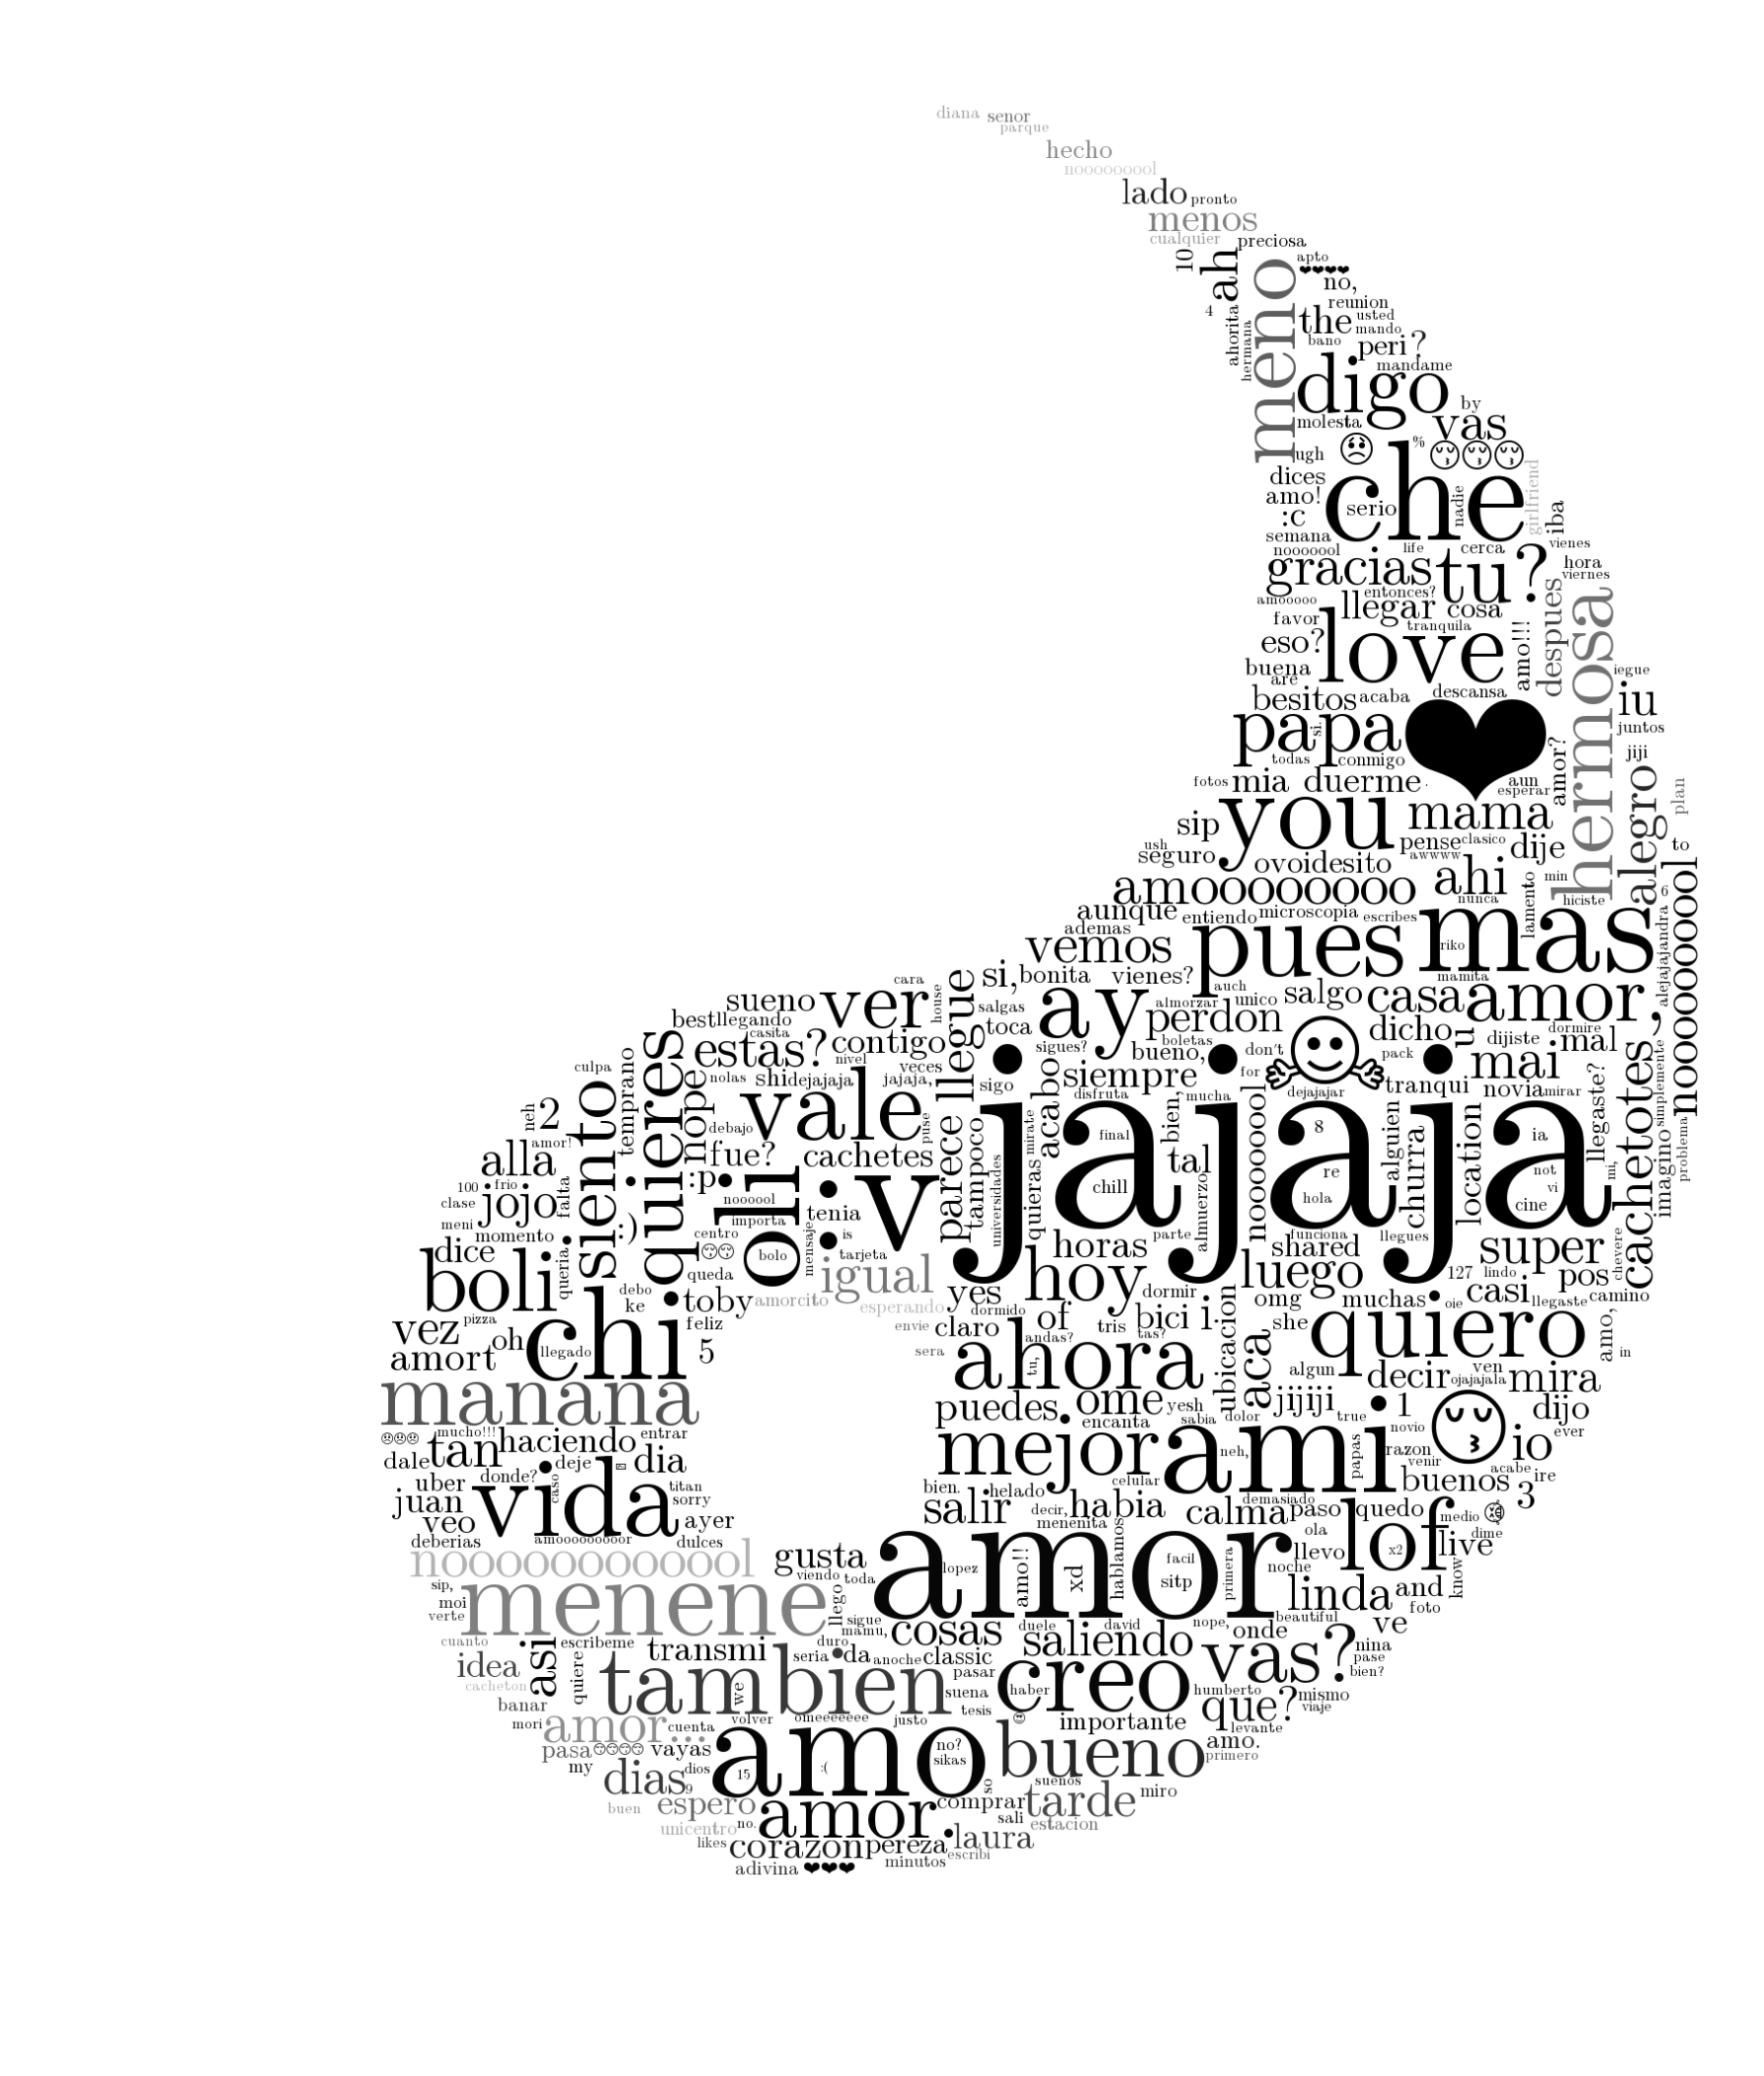 diana senor
parque
hecho
noooooool
lado pronto
menos
cualquier preciosa
10 ah meno apto
❤❤❤❤
no,
reunion
4 ahorita hermana the usted
mando
bano peri ?
mandame
digo
by
molesta vas
ugh ☹ % 😚😚😚
dices che
amo! serio nadie girlfriend iba
:c
semana
nooooool life cerca vienes
gracias tu? hora
viernes
entonces?
amooooo llegar cosa despues hermosa
favor tranquila
eso? love amo!!!
buena
are iegue
besitos acaba descansa iu
papa si. ❤ juntos
todas conmigo amor? jiji
fotos mia duerme . aun
esperar alegro plan
sip you mama
ush pense clasico dije to
seguro ovoidesito awwww
amoooooooo ahi min
nunca lamento hiciste 6
aunque entiendo microscopia escribes
ademas
vemos pues mas riko alejajajandra noooooooool
cara si, bonita vienes? mamita
auch
sueno ver house llegue salgas ay almorzar unico salgo casa amor,
best llegando toca perdon dicho u dijiste dormire mal
casita
estas? contigo sigues? boletas bueno, don't pack mai
culpa quieres nivel veces
nolas shi dejajaja jajaja, sigo siempre for tranqui novia mirar
neh 2 temprano nope vale puse parece disfruta mucha dejajajar llegaste? cachetotes simplemente
siento debajo mirate acabo bien, nooooooool 8 alguien location
alla amor! fue? cachetes tampoco final jajaja re churra ia imagino problema
100 frio :p oli :v universidades quieras chill tal hola not mi,
clase jojo falta noooool tenia almuerzo vi
meni :) importa cine
momento centro is parte funciona llegues chevere
dice 😌😌 bolo mensaje tarjeta horas shared super
boli queria. queda igual hoy luego 127 lindo pos
debo
ke toby amorcito esperando yes dormir omg muchas oie casi llegaste camino
pizza feliz dormido
vez oh chi envie claro of tris bici i. ubicacion she quiero amo,
amort llegado 5 sera andas? tas? aca in
ahora tu, algun decir ven mira
manana ojajajala
puedes ome yesh jijiji 1 dijo
☹☹☹ mucho!!! entrar encanta sabia dolor true novio 😚 ever
tan haciendo mejor ami neh, papas razon io
dale donde? deje dia venir
uber caso vida titan celular buenos acabe ire
juan sorry bien. helado demasiado 3
veo ayer salir decir, habia calma paso quedo medio
deberias amoooooooooor dulces menenita ola lof dime
noooooooooool gusta amor facil noche llevo x2 live
sip, viendo toda lopez amo!! xd hablamos sitp primera know
moi menene llego linda and
verte sigue foto
cuanto mamu, cosas duele david nope, beautiful ve
asi escribeme transmi duro saliendo onde nina
idea quiere seria da anoche classic vas? pase
cacheton tambien pasar creo bien?
banar we suena haber humberto mismo
mori amor... cuenta volver omeeeeeee justo tesis importante que? viaje
levante
pasa 😌😌😌😌 vayas amo no? bueno amo.
my dios 15 :( sikas primero
dias 9 so suenos miro
buen espero comprar tarde
unicentro no. amor. sali estacion
likes corazon pereza laura
adivina ❤❤❤ minutos escribi